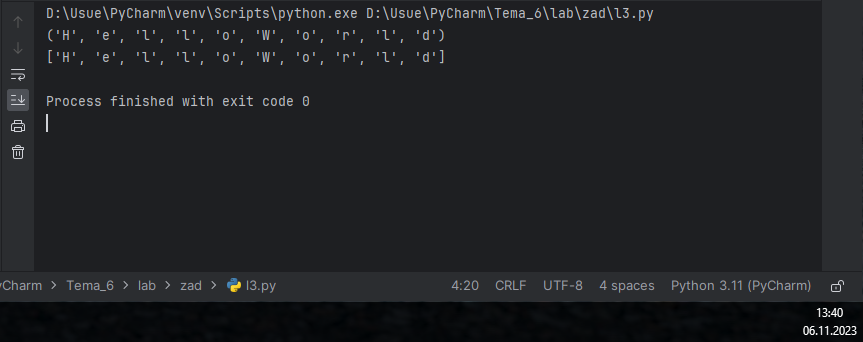 D:\Usue\PyCharm\venv\Scripts\python.exe D:\Usue\PyCharm\Tema_6\lab\zad\l3.py
('H', 'e', 'l', 'l', 'o', 'W', 'o', 'r', 'l', 'd')
['H', 'e', 'l', 'l', 'o', 'W', 'o', 'r', 'l', 'd']
Process finished with exit code 0
yCharm > Tema_6 > lab > zad > l3.py 4:20 CRLF UTF-8 4 spaces Python 3.11 (PyCharm)
13:40
06.11.2023